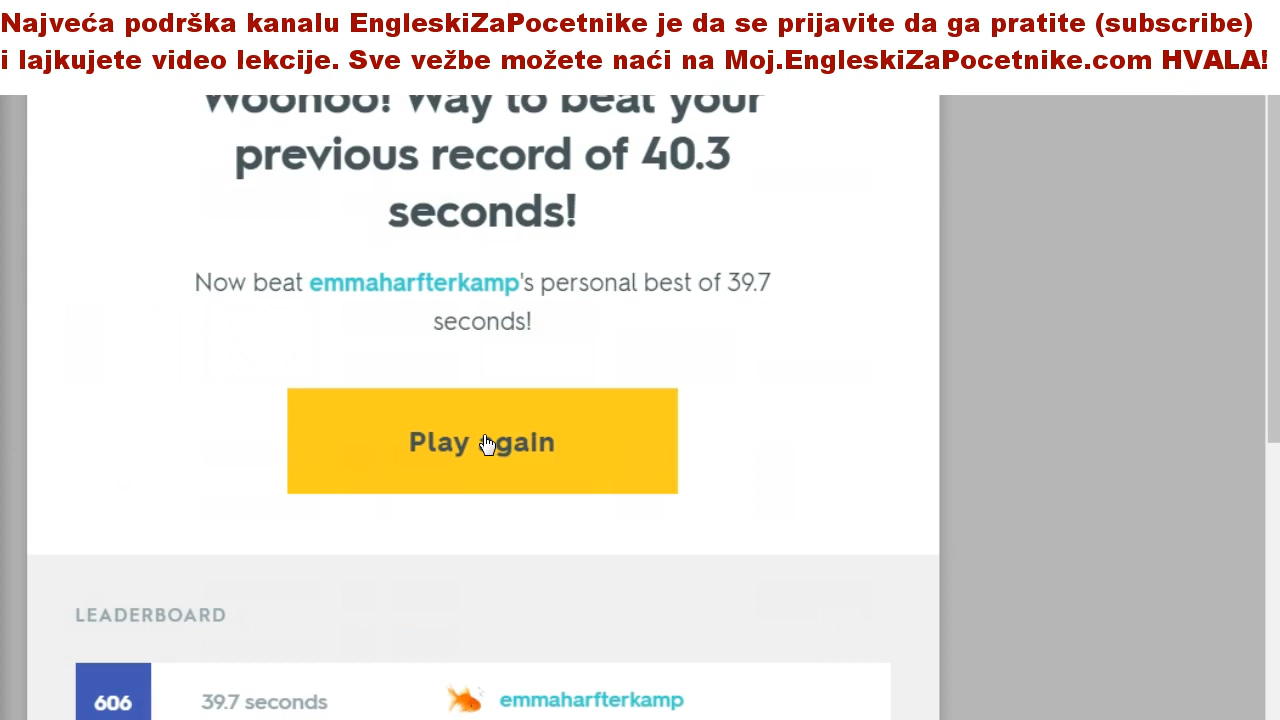 Najveća podrška kanalu EngleskiZaPocetnike je da se prijavite da ga pratite (subscribe)
i lajkujete video lekcije. Sve vežbe možete naći na Moj.EngleskiZaPocetnike.com HVALA!
Woohoo! Way to beat your
previous record of 40.3
seconds!
Now beat emmaharfterkamp's personal best of 39.7
seconds!
Play again
LEADERBOARD
606 39.7 seconds emmaharfterkamp